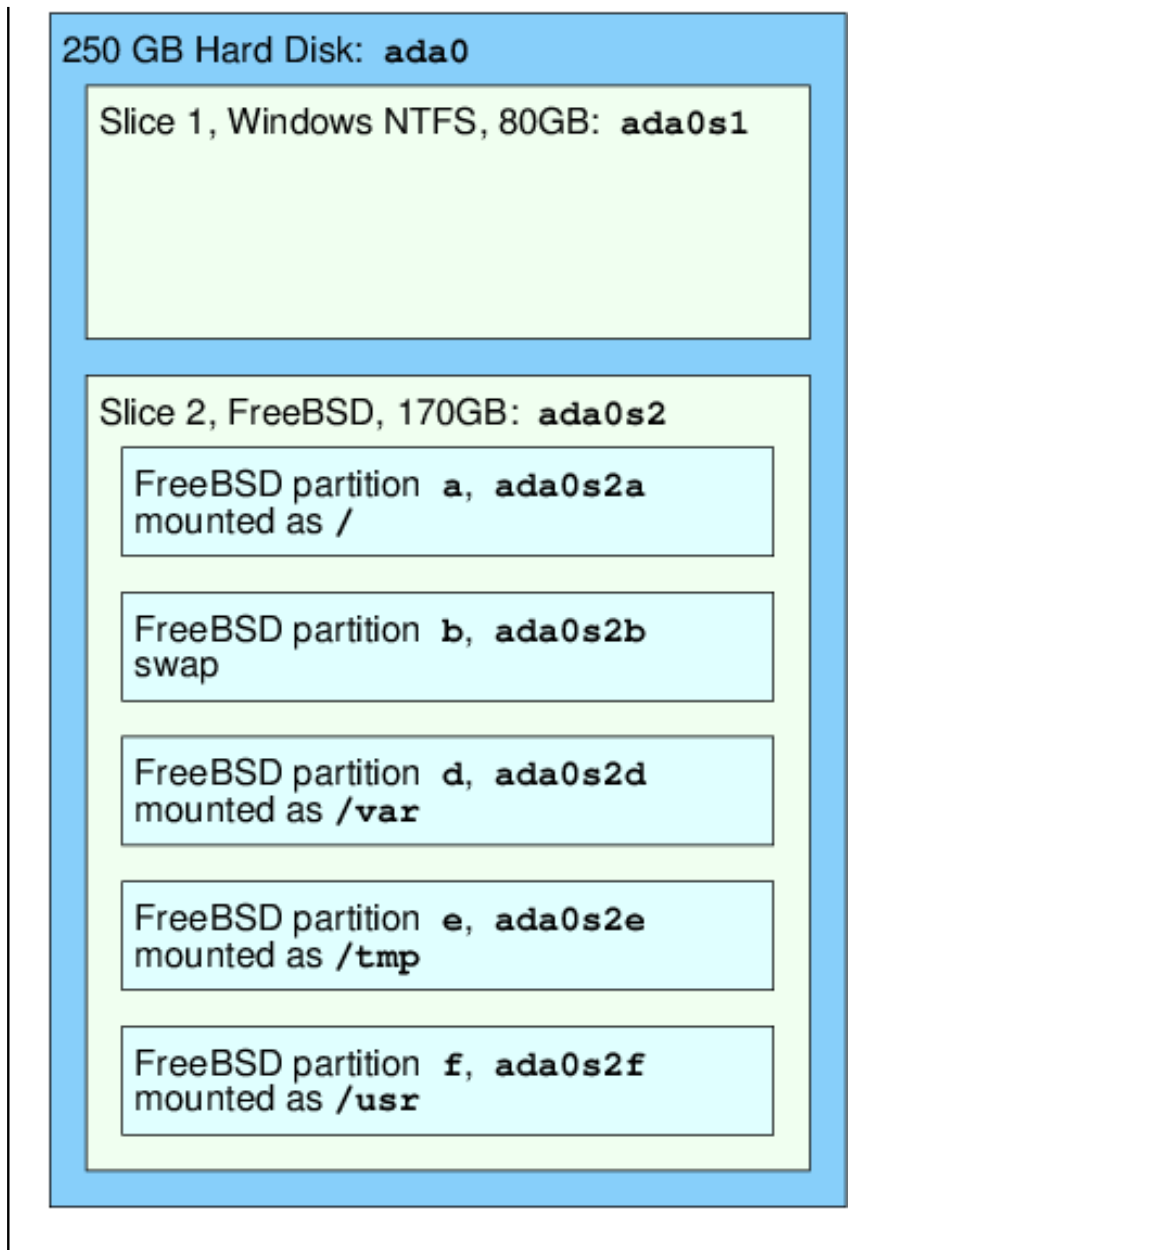 250 GB Hard Disk: ada0
Slice 1, Windows NTFS, 80GB: ada0s1
Slice 2, FreeBSD, 170GB: ada0s2
FreeBSD partition a, ada0s2a
mounted as /
FreeBSD partition b, ada0s2b
swap
FreeBSD partition d, ada0s2d
mounted as /var
FreeBSD partition e, ada0s2e
mounted as /tmp
FreeBSD partition f, ada0s2f
mounted as /usr